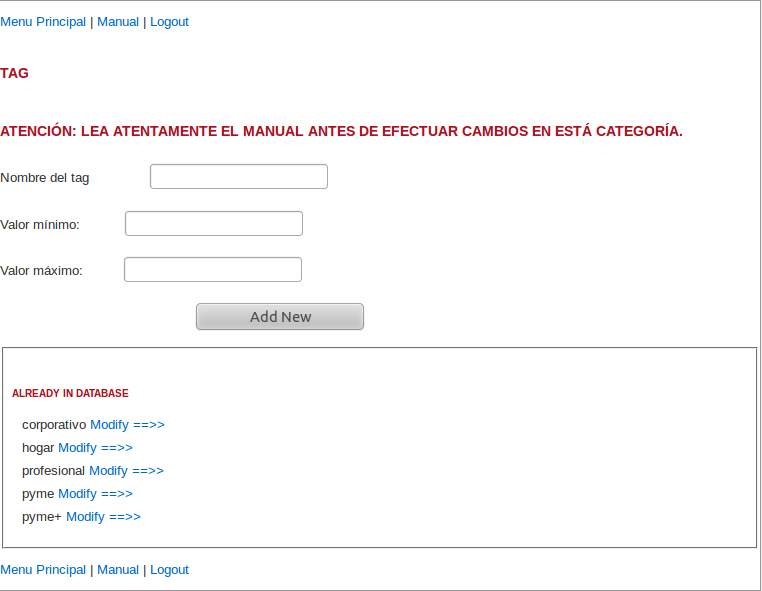 Menu Principal | Manual | Logout
TAG
ATENCIÓN: LEA ATENTAMENTE EL MANUAL ANTES DE EFECTUAR CAMBIOS EN ESTÁ CATEGORÍA.
Nombre del tag
Valor mínimo:
Valor máximo:
Add New
ALREADY IN DATABASE
corporativo Modify ==>>
hogar Modify ==>>
profesional Modify ==>>
pyme Modify ==>>
pyme+ Modify ==>>
Menu Principal | Manual | Logout